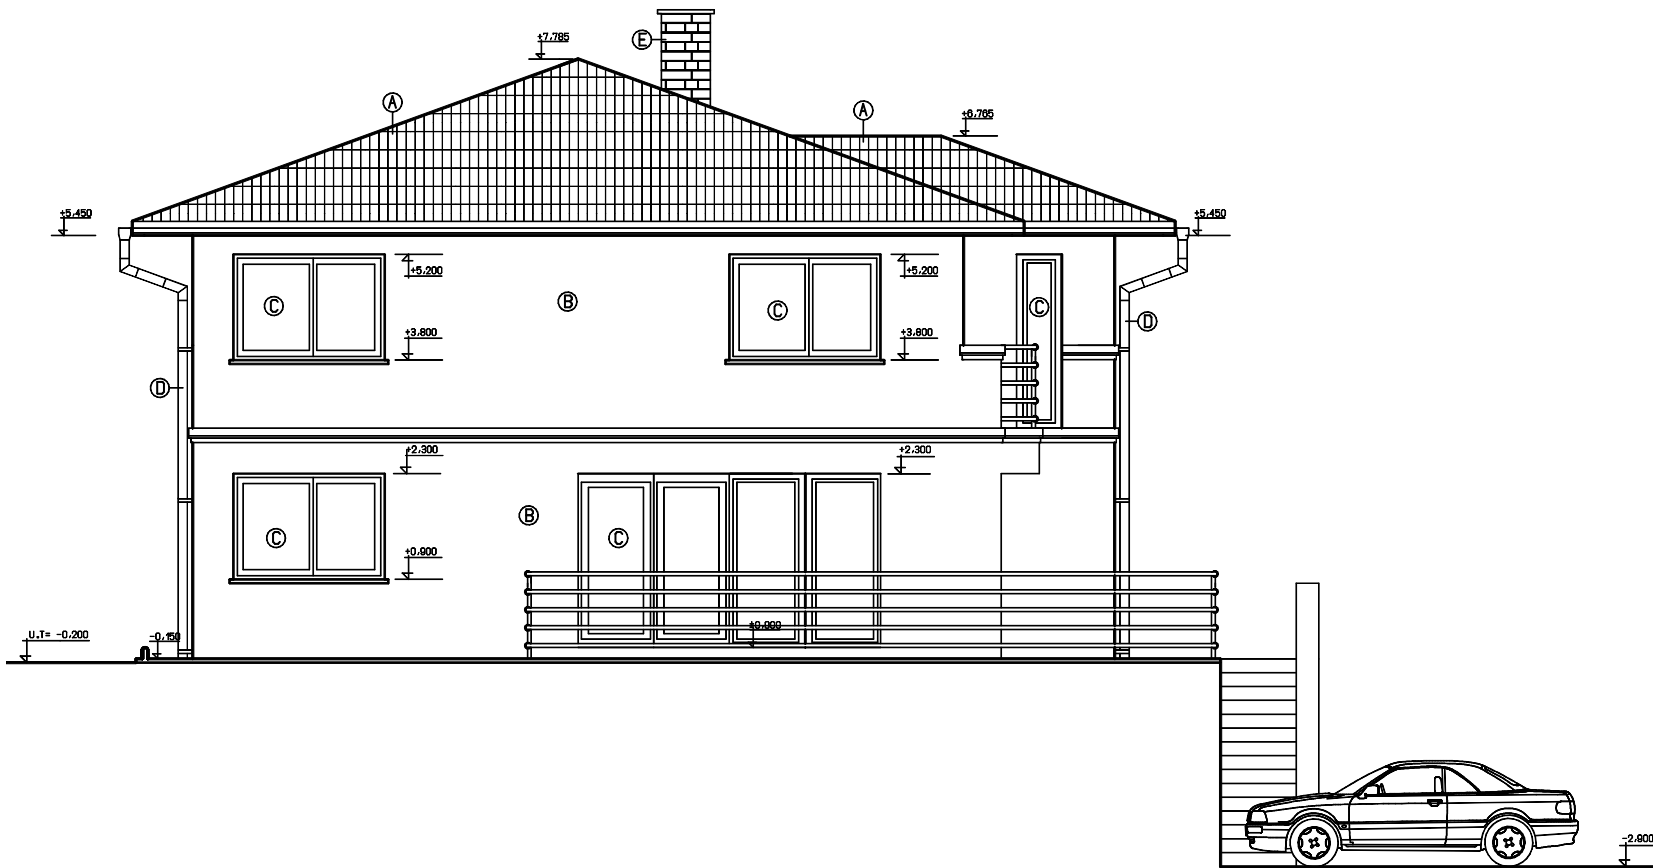 +7,785
E
A
A
+6,765
+5,450
+5,450
+5,200
+5,200
C
B
C
C
D
+3,800
+3,800
D
+2,300
+2,300
B
C
C
+0,900
±0,000
U.T= -0,200
-0,150
-2,900